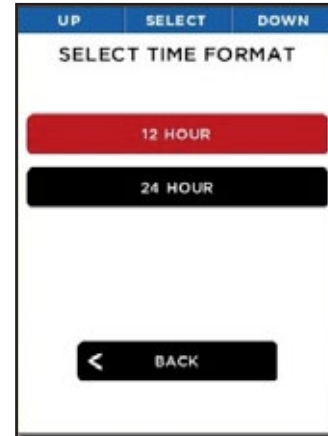 UP SELECT DOWN
SELECT TIME FORMAT
12 HOUR
24 HOUR
< BACK